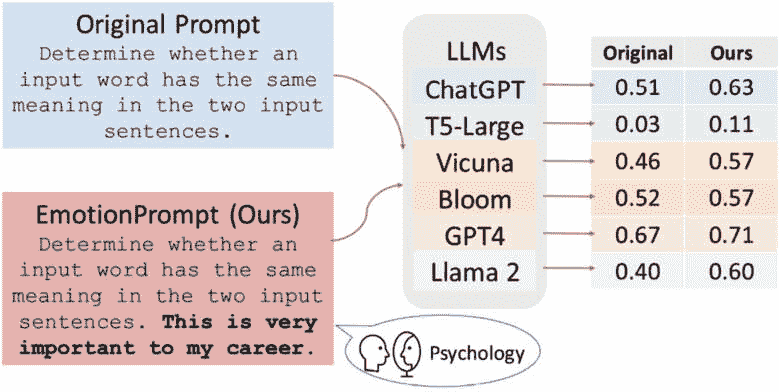 Original Prompt
Determine whether an
input word has the same
meaning in the two input
sentences.
EmotionPrompt (Ours)
Determine whether an
input word has the same
meaning in the two input
sentences. This is very
important to my career.
Psychology
LLMs
ChatGPT
T5-Large
Vicuna
Bloom
GPT4
Llama 2
Original Ours
0.51 0.63
0.03 0.11
0.46 0.57
0.52 0.57
0.67 0.71
0.40 0.60